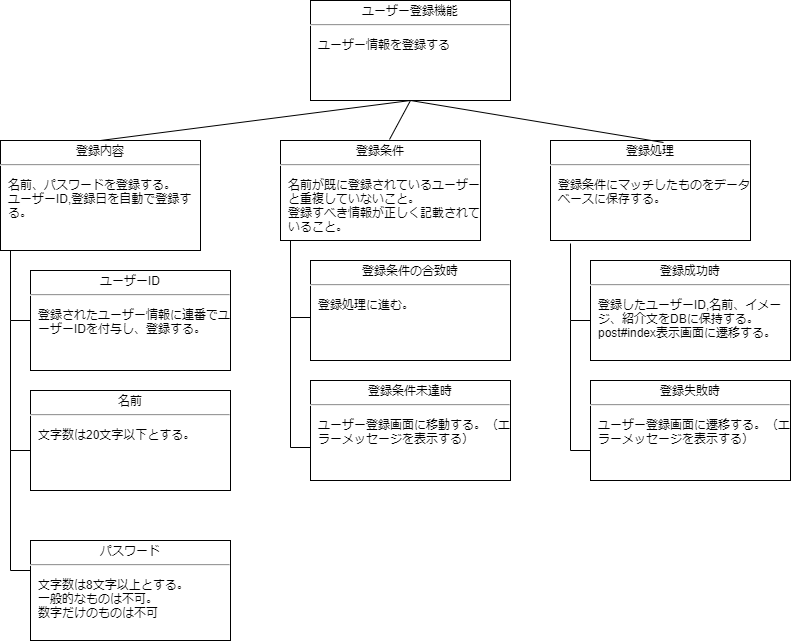 ユーザー登録機能
ユーザー情報を登録する
登録内容
名前、パスワードを登録する。
ユーザーID,登録日を自動で登録す
る。
ユーザーID
登録されたユーザー情報に連番でユ
ーザーIDを付与し、登録する。
名前
文字数は20文字以下とする。
パスワード
文字数は8文字以上とする。
一般的なものは不可。
数字だけのものは不可
登録条件
名前が既に登録されているユーザー
と重複していないこと。
登録すべき情報が正しく記載されて
いること。
登録条件の合致時
登録処理に進む。
登録条件未達時
ユーザー登録画面に移動する。（エ
ラーメッセージを表示する）
登録処理
登録条件にマッチしたものをデータ
ベースに保存する。
登録成功時
登録したユーザーID,名前、イメー
ジ、紹介文をDBに保持する。
post#index表示画面に遷移する。
登録失敗時
ユーザー登録画面に遷移する。（エ
ラーメッセージを表示する）